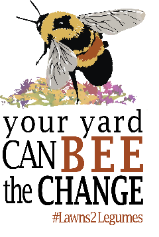 your yard
CAN BEE
the CHANGE
#Lawns2Legumes